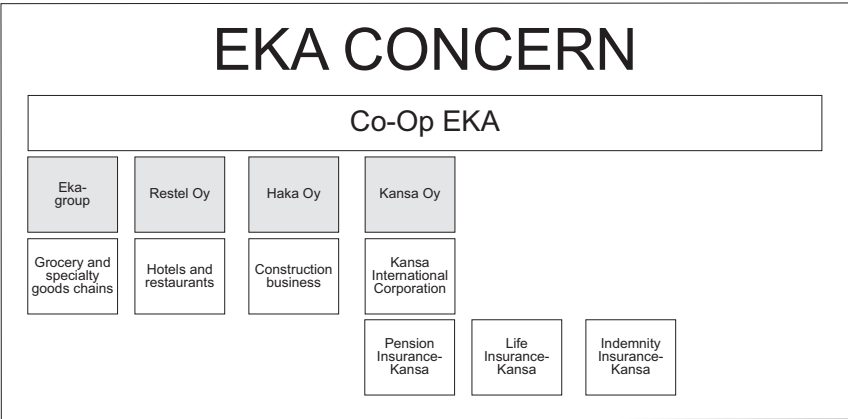 EKA CONCERN
Co-Op EKA
Eka-
group
Restel Oy
Haka Oy
Kansa Oy
Grocery and
specialty
goods chains
Hotels and
restaurants
Construction
business
Kansa
International
Corporation
Pension
Insurance-
Kansa
Life
Insurance-
Kansa
Indemnity
Insurance-
Kansa